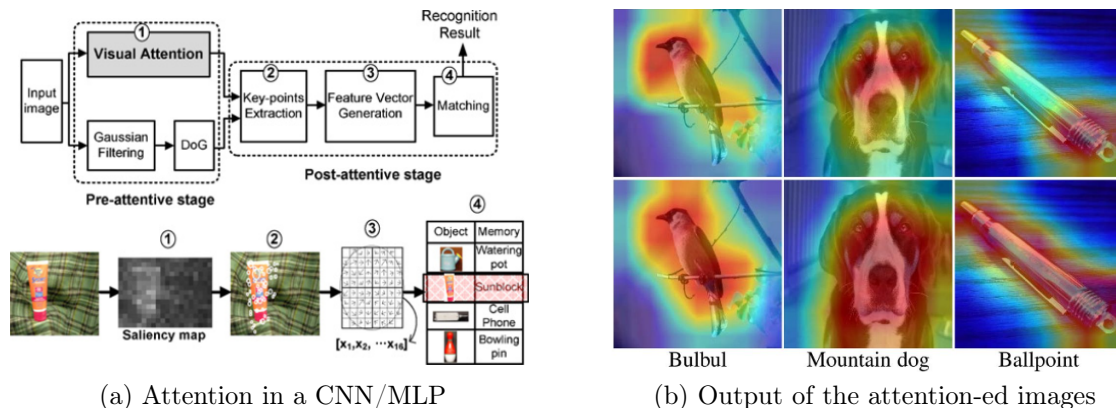 Recognition
Result
①
Visual Attention
Input
image
Gaussian
Filtering
DoG
②
Key-points
Extraction
③
Feature Vector
Generation
④
Matching
Pre-attentive stage
Post-attentive stage
①
②
③
④
Object Memory
Watering
pot
Sunblock
Cell
Phone
Bowling
pin
Saliency map
[x₁,x₂, ⋯x₁₆]
Bulbul Mountain dog Ballpoint
(a) Attention in a CNN/MLP
(b) Output of the attention-ed images